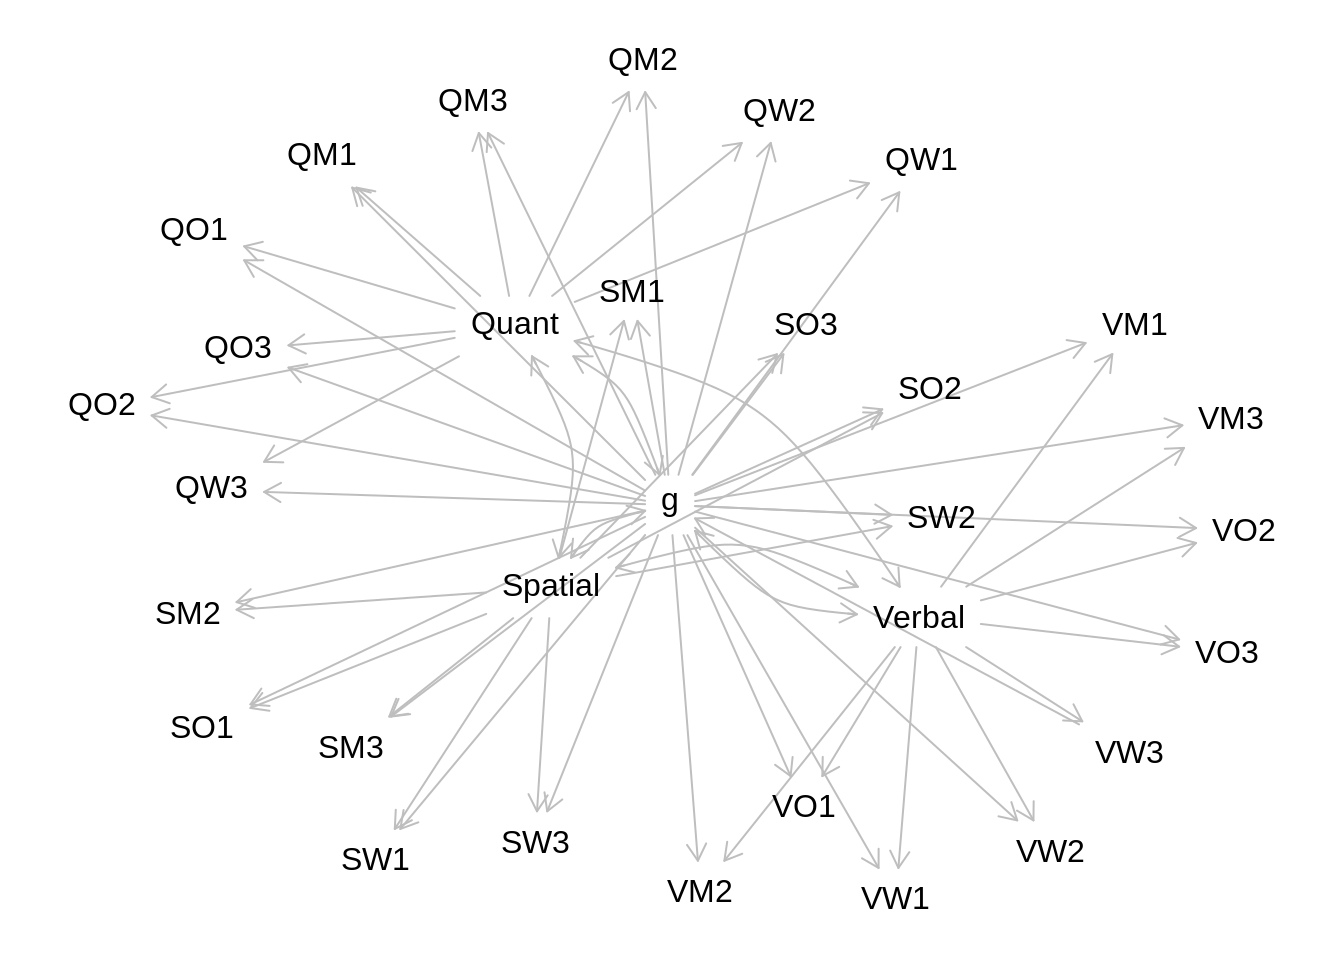 QM2
QM3
QW2
QM1
QW1
QO1
SM1
Quant
SO3
VM1
QO3
SO2
QO2
VM3
QW3
g
SW2
VO2
Spatial
SM2
Verbal
VO3
SO1
SM3
VW3
VO1
SW3
VW2
SW1
VM2
VW1